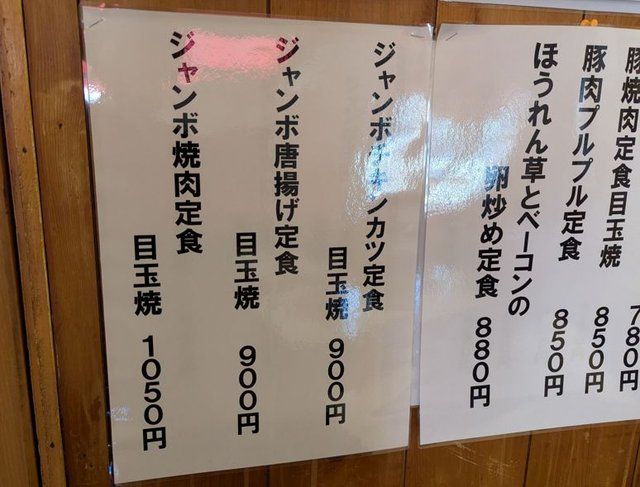 780円
豚焼肉定食目玉焼 850円
豚肉プルプル定食 850円
ほうれん草とベーコンの
卵炒め定食 880円
ジャンボチキンカツ定食
目玉焼 900円
ジャンボ唐揚げ定食
目玉焼 900円
ジャンボ焼肉定食
目玉焼 1050円